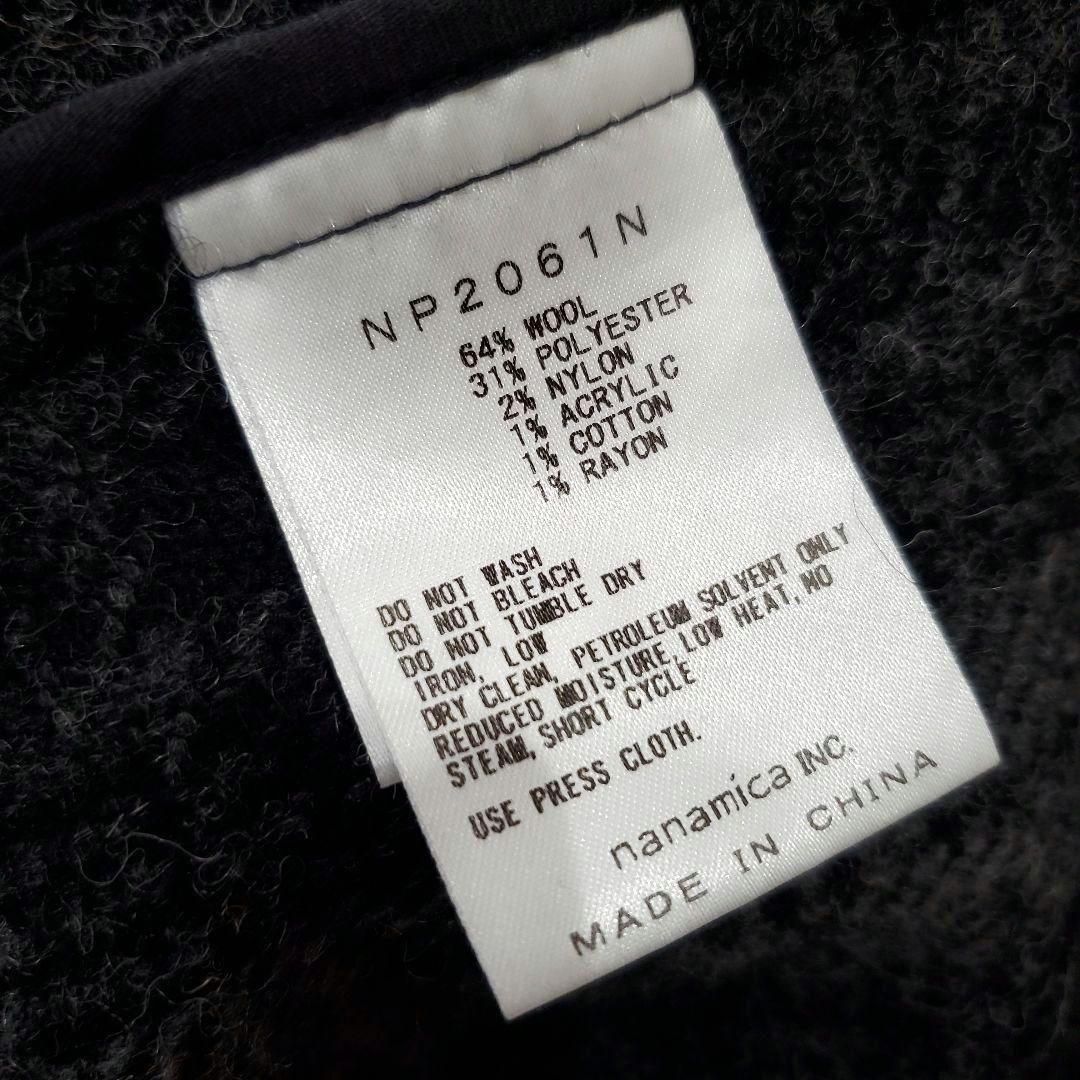 NP2061N
64% WOOL
31% POLYESTER
2% NYLON
1% ACRYLIC
1% COTTON
1% RAYON
DO NOT WASH
DO NOT BLEACH
DO NOT TUMBLE DRY
IRON, LOW
DRY CLEAN, PETROLEUM SOLVENT ONLY
REDUCED MOISTURE, LOW HEAT, NO
STEAM, SHORT CYCLE
USE PRESS CLOTH.
nanamica INC.
MADE IN CHINA